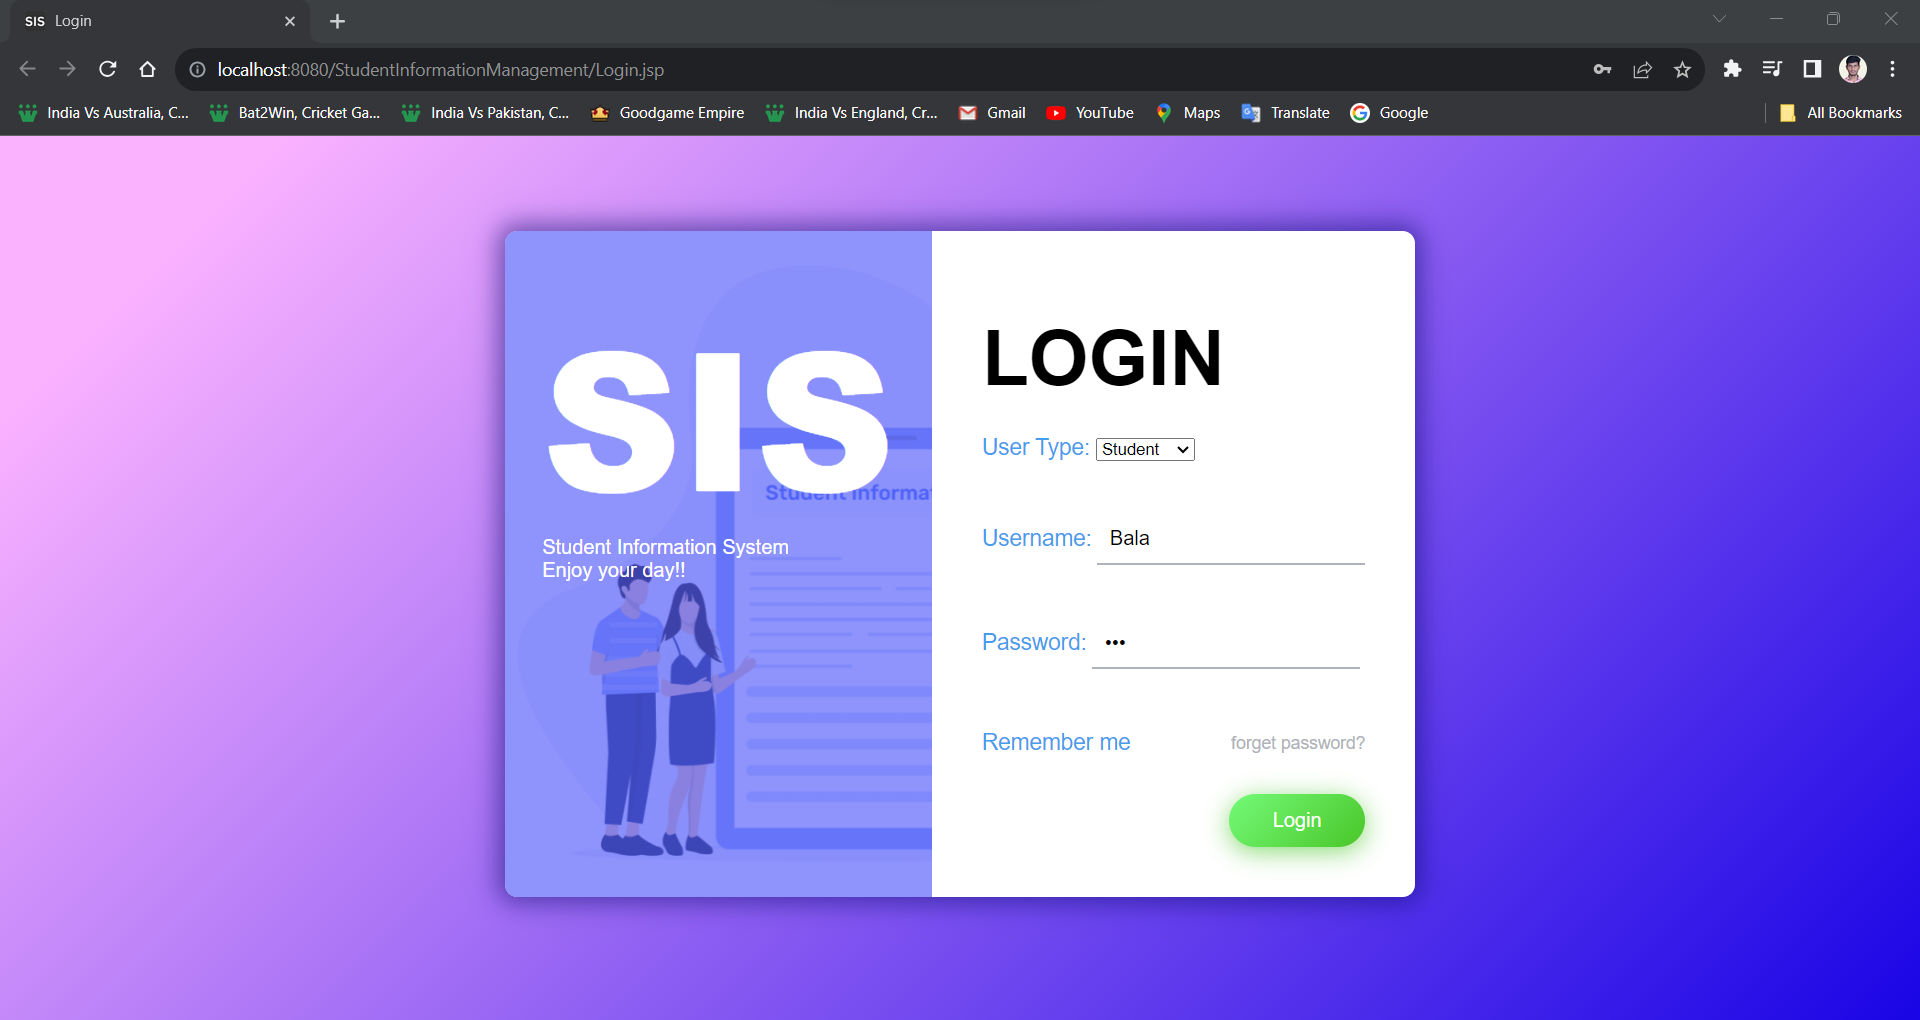 SIS Login
localhost:8080/StudentInformationManagement/Login.jsp
India Vs Australia, C... Bat2Win, Cricket Ga... India Vs Pakistan, C... Goodgame Empire India Vs England, Cr... Gmail YouTube Maps Translate Google All Bookmarks
SIS
Student Informat
Student Information System
Enjoy your day!!
LOGIN
User Type: Student
Username: Bala
Password: •••
Remember me forget password?
Login